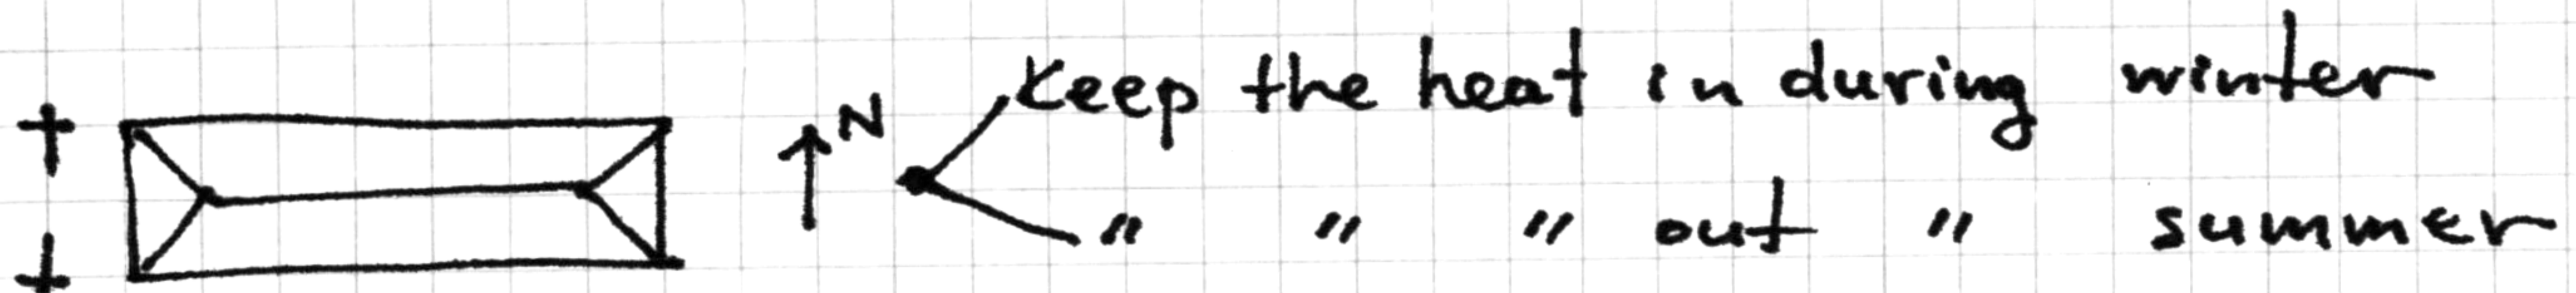 N
Keep the heat in during winter
" " " out " summer